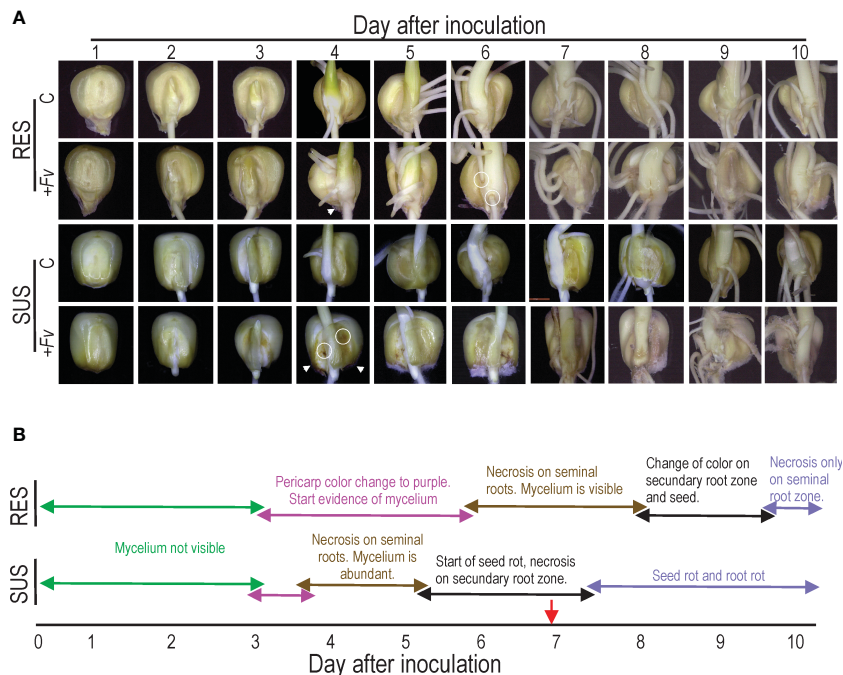 A
Day after inoculation
1 2 3 4 5 6 7 8 9 10
RES
C
+Fv
SUS
C
+Fv
B
RES
Pericarp color change to purple.
Start evidence of mycelium
Necrosis on seminal
roots. Mycelium is visible
Change of color on
secundary root zone
and seed.
Necrosis only
on seminal
root zone.
SUS
Mycelium not visible
Necrosis on seminal
roots. Mycelium is
abundant.
Start of seed rot, necrosis
on secundary root zone.
Seed rot and root rot
0 1 2 3 4 5 6 7 8 9 10
Day after inoculation